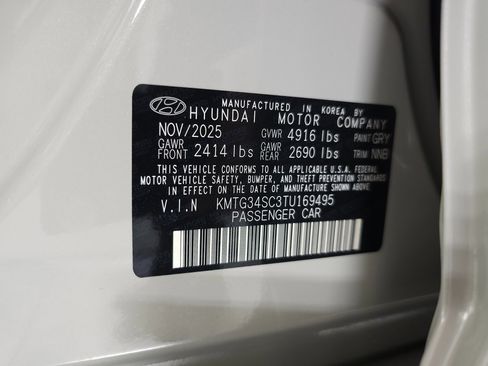 MANUFACTURED IN KOREA BY
HYUNDAI MOTOR COMPANY
NOV/2025 GVWR 4916 lbs PAINT GRY
GAWR FRONT 2414 lbs GAWR REAR 2690 lbs TRIM NNB
THIS VEHICLE CONFORMS TO ALL APPLICABLE U.S.A. FEDERAL
MOTOR VEHICLE SAFETY, BUMPER, AND THEFT PREVENTION
STANDARDS IN EFFECT ON THE DATE OF MANUFACTURE SHOWN ABOVE.
V.I.N KMTG34SC3TU169495
PASSENGER CAR